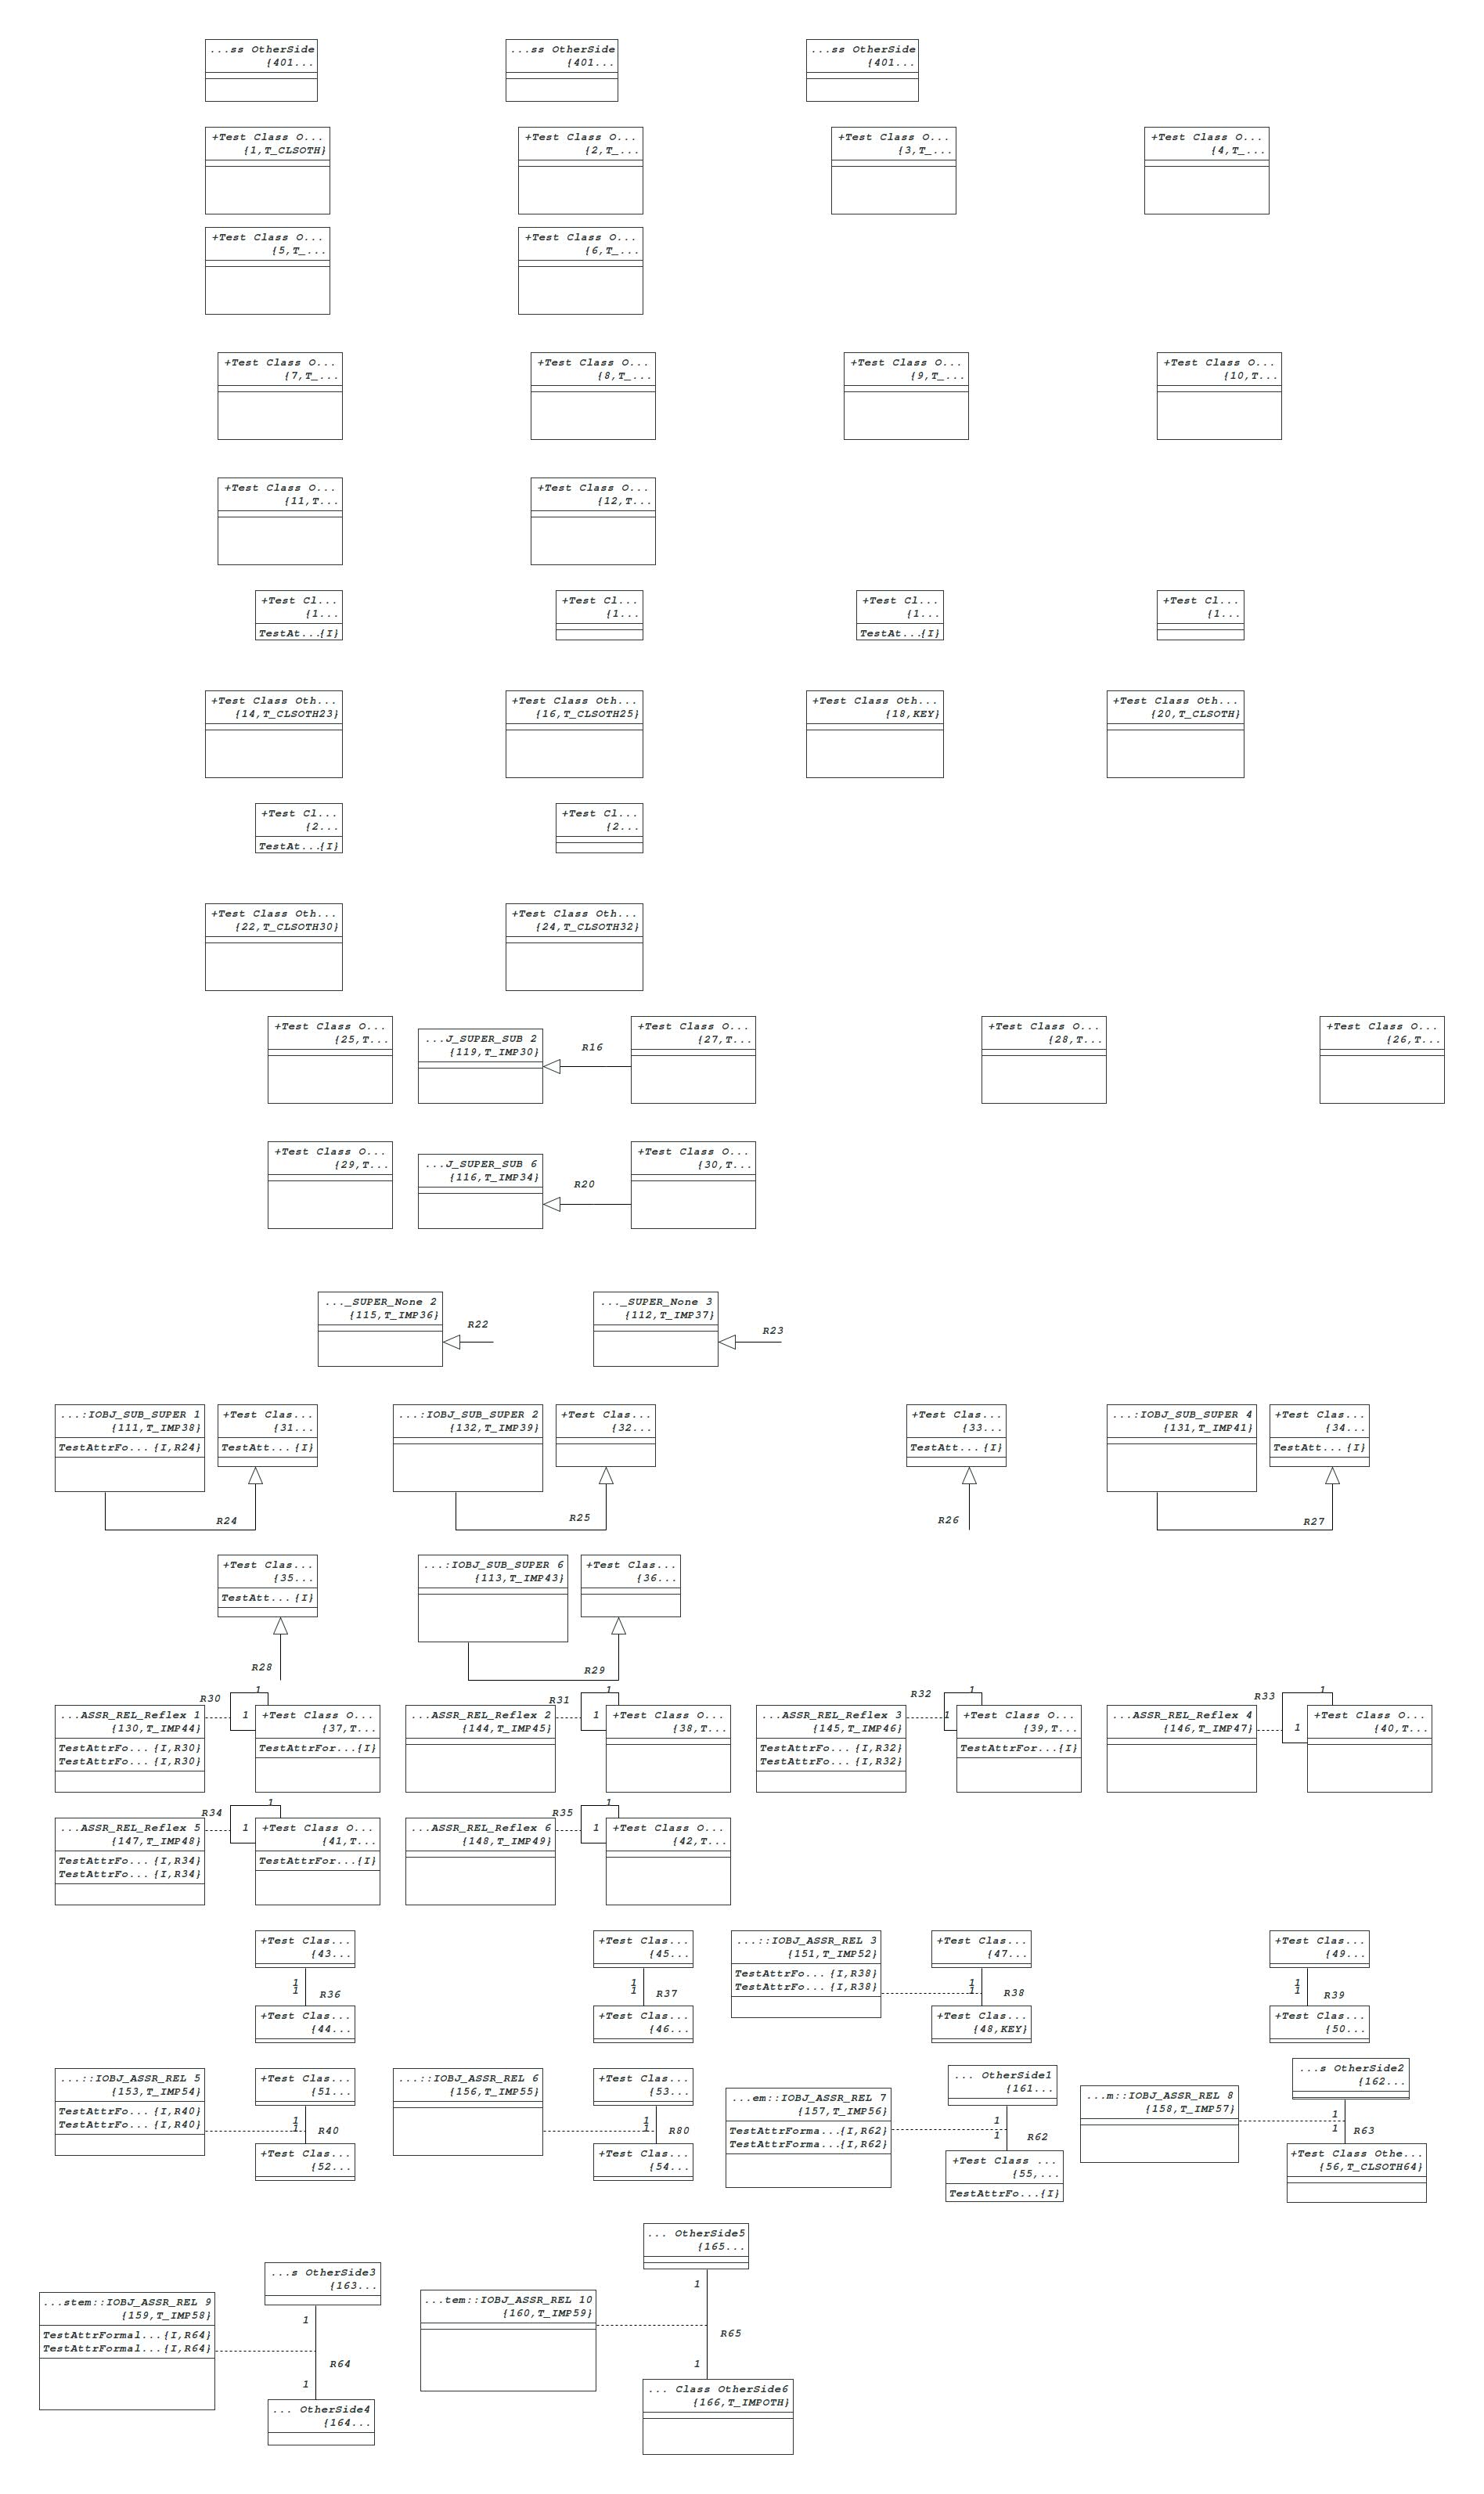 ...ss OtherSide
{401...
...ss OtherSide
{401...
...ss OtherSide
{401...
+Test Class O...
{1,T_CLSOTH}
+Test Class O...
{2,T_...
+Test Class O...
{3,T_...
+Test Class O...
{4,T_...
+Test Class O...
{5,T_...
+Test Class O...
{6,T_...
+Test Class O...
{7,T_...
+Test Class O...
{8,T_...
+Test Class O...
{9,T_...
+Test Class O...
{10,T...
+Test Class O...
{11,T...
+Test Class O...
{12,T...
+Test Cl...
{1...
TestAt...{I}
+Test Cl...
{1...
+Test Cl...
{1...
TestAt...{I}
+Test Cl...
{1...
+Test Class Oth...
{14,T_CLSOTH23}
+Test Class Oth...
{16,T_CLSOTH25}
+Test Class Oth...
{18,KEY}
+Test Class Oth...
{20,T_CLSOTH}
+Test Cl...
{2...
TestAt...{I}
+Test Cl...
{2...
+Test Class Oth...
{22,T_CLSOTH30}
+Test Class Oth...
{24,T_CLSOTH32}
+Test Class O...
{25,T...
...J_SUPER_SUB 2
{119,T_IMP30}
R16
+Test Class O...
{27,T...
+Test Class O...
{28,T...
+Test Class O...
{26,T...
+Test Class O...
{29,T...
...J_SUPER_SUB 6
{116,T_IMP34}
R20
+Test Class O...
{30,T...
..._SUPER_None 2
{115,T_IMP36}
R22
..._SUPER_None 3
{112,T_IMP37}
R23
...:IOBJ_SUB_SUPER 1
{111,T_IMP38}
TestAttrFo... {I,R24}
+Test Clas...
{31...
TestAtt... {I}
R24
...:IOBJ_SUB_SUPER 2
{132,T_IMP39}
+Test Clas...
{32...
R25
+Test Clas...
{33...
TestAtt... {I}
R26
...:IOBJ_SUB_SUPER 4
{131,T_IMP41}
+Test Clas...
{34...
TestAtt... {I}
R27
+Test Clas...
{35...
TestAtt... {I}
R28
...:IOBJ_SUB_SUPER 6
{113,T_IMP43}
+Test Clas...
{36...
R29
...ASSR_REL_Reflex 1
{130,T_IMP44}
TestAttrFo... {I,R30}
TestAttrFo... {I,R30}
R30
1
1
+Test Class O...
{37,T...
TestAttrFor...{I}
...ASSR_REL_Reflex 2
{144,T_IMP45}
R31
1
1
+Test Class O...
{38,T...
...ASSR_REL_Reflex 3
{145,T_IMP46}
TestAttrFo... {I,R32}
TestAttrFo... {I,R32}
R32
1
1
+Test Class O...
{39,T...
TestAttrFor...{I}
...ASSR_REL_Reflex 4
{146,T_IMP47}
R33
1
1
+Test Class O...
{40,T...
...ASSR_REL_Reflex 5
{147,T_IMP48}
TestAttrFo... {I,R34}
TestAttrFo... {I,R34}
R34
1
1
+Test Class O...
{41,T...
TestAttrFor...{I}
...ASSR_REL_Reflex 6
{148,T_IMP49}
R35
1
1
+Test Class O...
{42,T...
+Test Clas...
{43...
1
1
R36
+Test Clas...
{44...
+Test Clas...
{45...
1
1
R37
+Test Clas...
{46...
...::IOBJ_ASSR_REL 3
{151,T_IMP52}
TestAttrFo... {I,R38}
TestAttrFo... {I,R38}
+Test Clas...
{47...
1
1
R38
+Test Clas...
{48,KEY}
+Test Clas...
{49...
1
1
R39
+Test Clas...
{50...
...::IOBJ_ASSR_REL 5
{153,T_IMP54}
TestAttrFo... {I,R40}
TestAttrFo... {I,R40}
+Test Clas...
{51...
1
1
R40
+Test Clas...
{52...
...::IOBJ_ASSR_REL 6
{156,T_IMP55}
+Test Clas...
{53...
1
1
R80
+Test Clas...
{54...
...em::IOBJ_ASSR_REL 7
{157,T_IMP56}
TestAttrForma...{I,R62}
TestAttrForma...{I,R62}
... OtherSide1
{161...
1
1
R62
+Test Class ...
{55,...
TestAttrFo...{I}
...m::IOBJ_ASSR_REL 8
{158,T_IMP57}
...s OtherSide2
{162...
1
1
R63
+Test Class Othe...
{56,T_CLSOTH64}
...stem::IOBJ_ASSR_REL 9
{159,T_IMP58}
TestAttrFormal...{I,R64}
TestAttrFormal...{I,R64}
...s OtherSide3
{163...
1
R64
1
... OtherSide4
{164...
...tem::IOBJ_ASSR_REL 10
{160,T_IMP59}
... OtherSide5
{165...
1
R65
1
... Class OtherSide6
{166,T_IMPOTH}